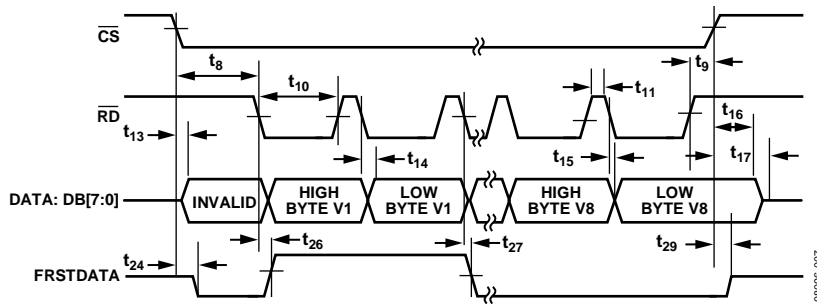 CS
t8
t9
t10
t11
t16
RD
t13
t14
t15
t17
DATA: DB[7:0]
INVALID
HIGH BYTE V1
LOW BYTE V1
HIGH BYTE V8
LOW BYTE V8
t24
t26
t27
t29
FRSTDATA